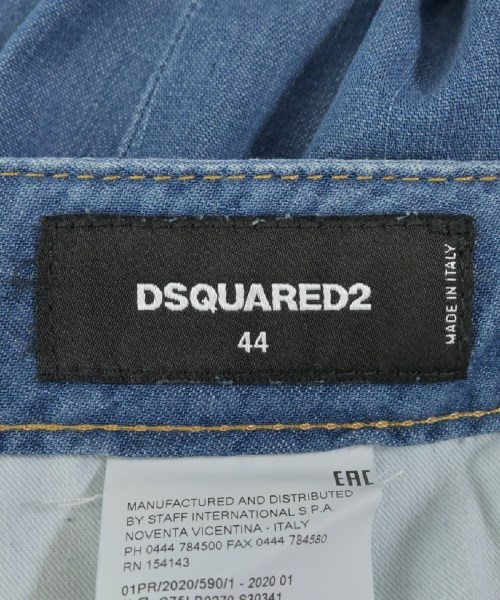 DSQUARED2
44
MADE IN ITALY
EAC
MANUFACTURED AND DISTRIBUTED
BY STAFF INTERNATIONAL S.P.A.
NOVENTA VICENTINA - ITALY
PH 0444 784500 FAX 0444 784580
RN 154143
01PR/2020/590/1 - 2020 01